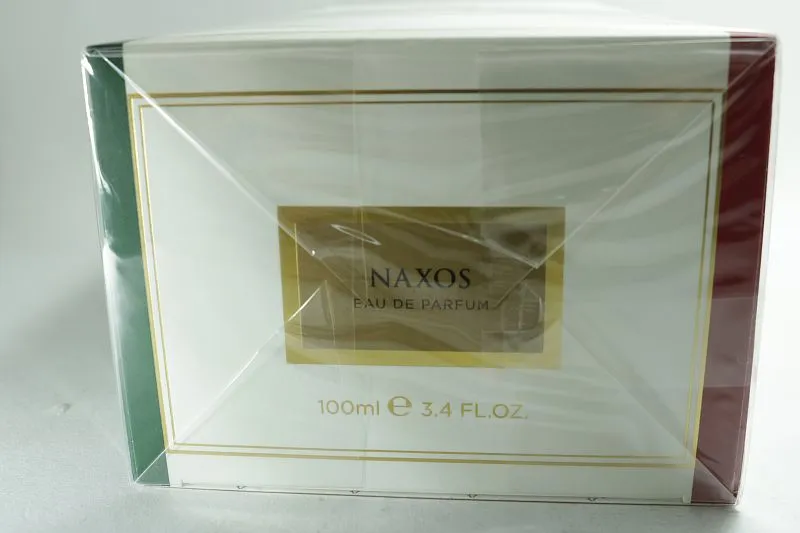 NAXOS
EAU DE PARFUM
100ml ℮ 3.4 FL.OZ.